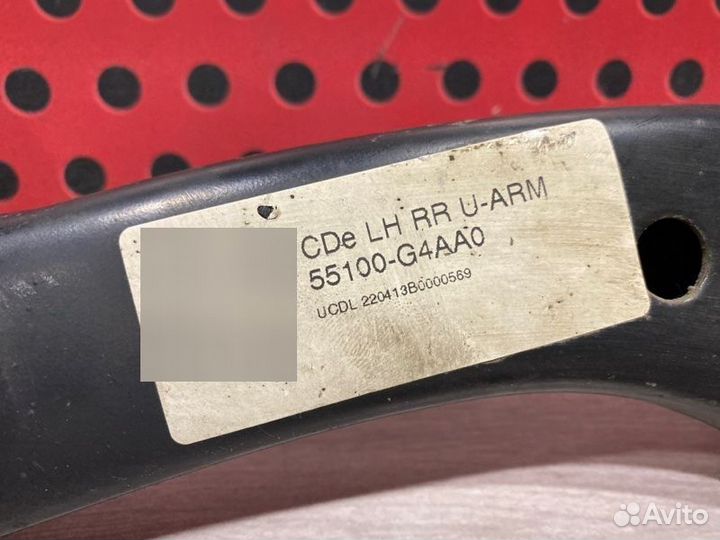 CDe LH RR U-ARM
55100-G4AA0
UCDL 220413B0000569
Avito